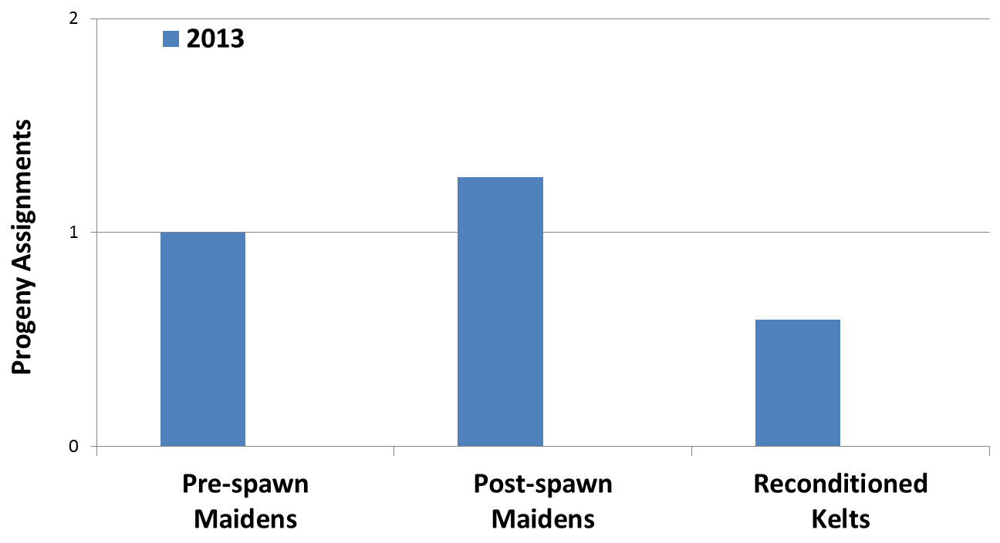 2
2013
Progeny Assignments
1
0
Pre-spawn
Maidens
Post-spawn
Maidens
Reconditioned
Kelts